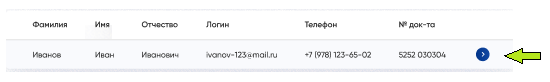 Фамилия Имя Отчество Логин Телефон № док-та
Иванов Иван Иванович ivanov-123@mail.ru +7 (978) 123-65-02 5252 030304